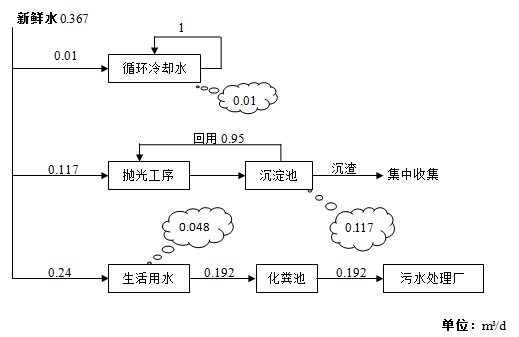 新鲜水 0.367
1
0.01
循环冷却水
0.01
回用 0.95
0.117
抛光工序
沉淀池
沉渣
集中收集
0.048
0.117
0.24
生活用水
0.192
化粪池
0.192
污水处理厂
单位：m³/d